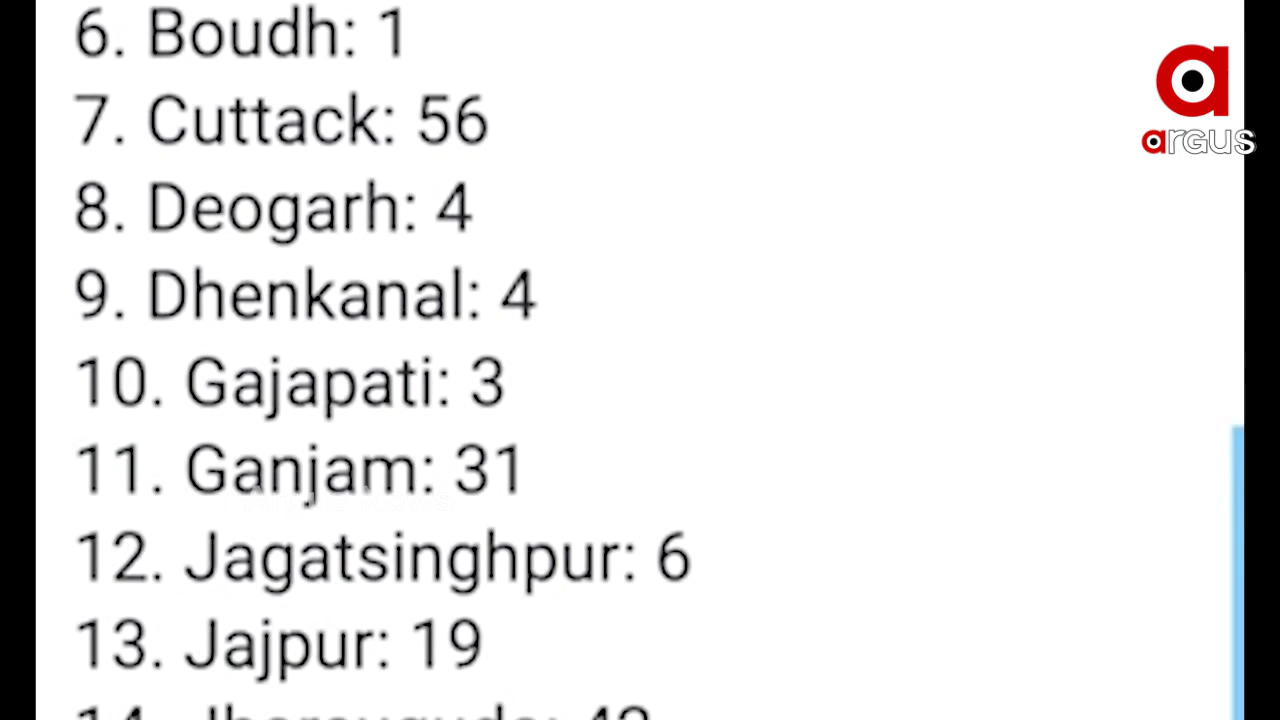 6. Boudh: 1
7. Cuttack: 56
8. Deogarh: 4
9. Dhenkanal: 4
10. Gajapati: 3
11. Ganjam: 31
12. Jagatsinghpur: 6
13. Jajpur: 19
argus